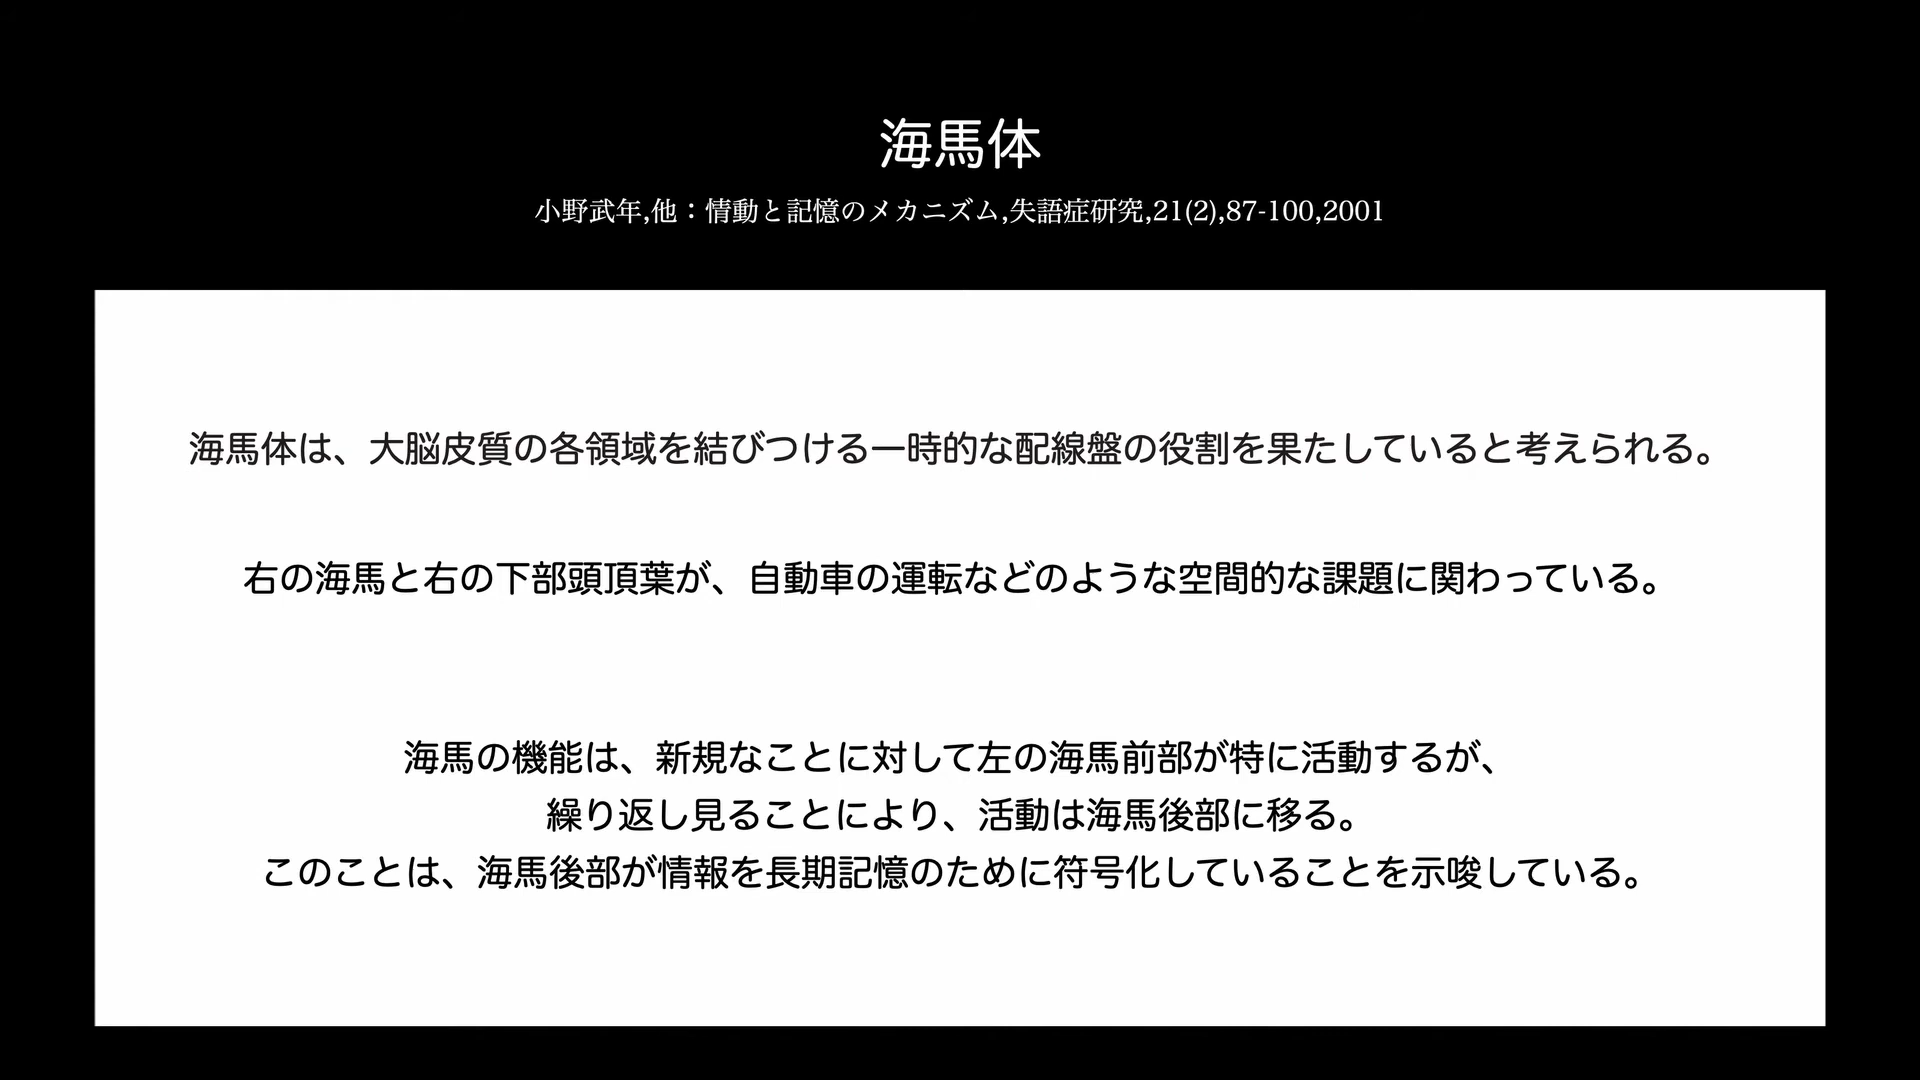 海馬体
小野武年,他：情動と記憶のメカニズム,失語症研究,21(2),87-100,2001
海馬体は、大脳皮質の各領域を結びつける一時的な配線盤の役割を果たしていると考えられる。
右の海馬と右の下部頭頂葉が、自動車の運転などのような空間的な課題に関わっている。
海馬の機能は、新規なことに対して左の海馬前部が特に活動するが、
繰り返し見ることにより、活動は海馬後部に移る。
このことは、海馬後部が情報を長期記憶のために符号化していることを示唆している。